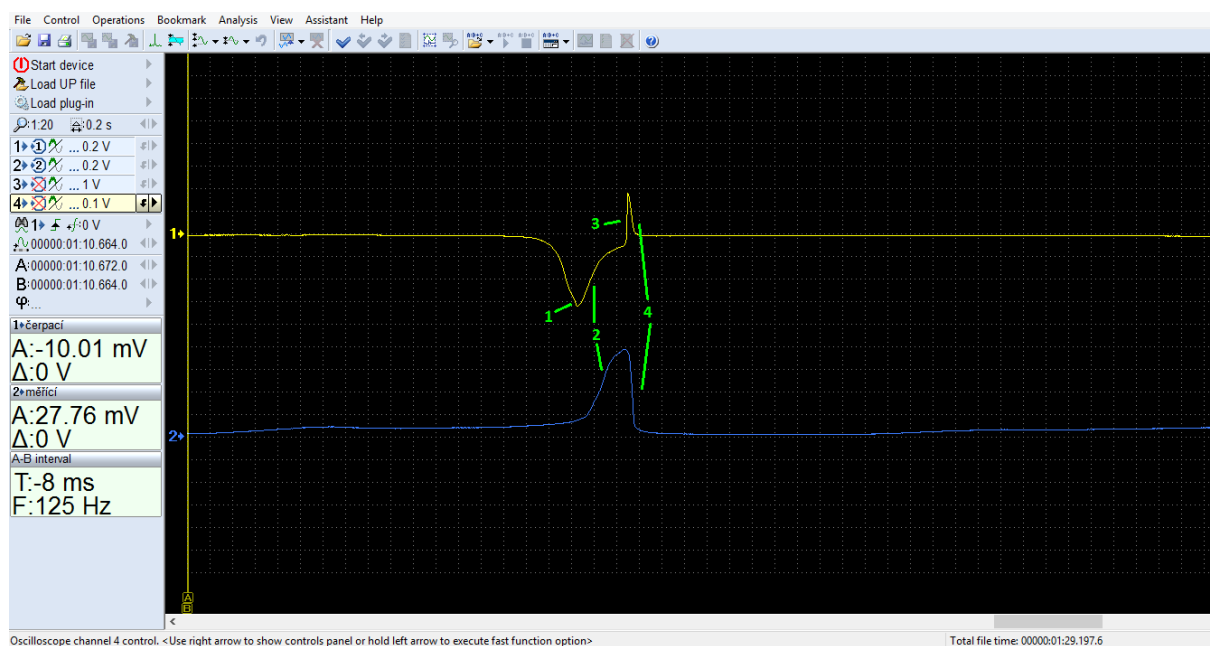 File Control Operations Bookmark Analysis View Assistant Help
Start device
Load UP file
Load plug-in
1:20 0.2 s
1 1 ... 0.2 V
2 2 ... 0.2 V
3 ... 1 V
4 ... 0.1 V
1 f:0 V
00000:01:10.664.0
A:00000:01:10.672.0
B:00000:01:10.664.0
φ:...
1 čerpací
A:-10.01 mV
Δ:0 V
2 měřící
A:27.76 mV
Δ:0 V
A-B interval
T:-8 ms
F:125 Hz
1
3
1
4
2
2
A
B
Oscilloscope channel 4 control. <Use right arrow to show controls panel or hold left arrow to execute fast function option> Total file time: 00000:01:29.197.6